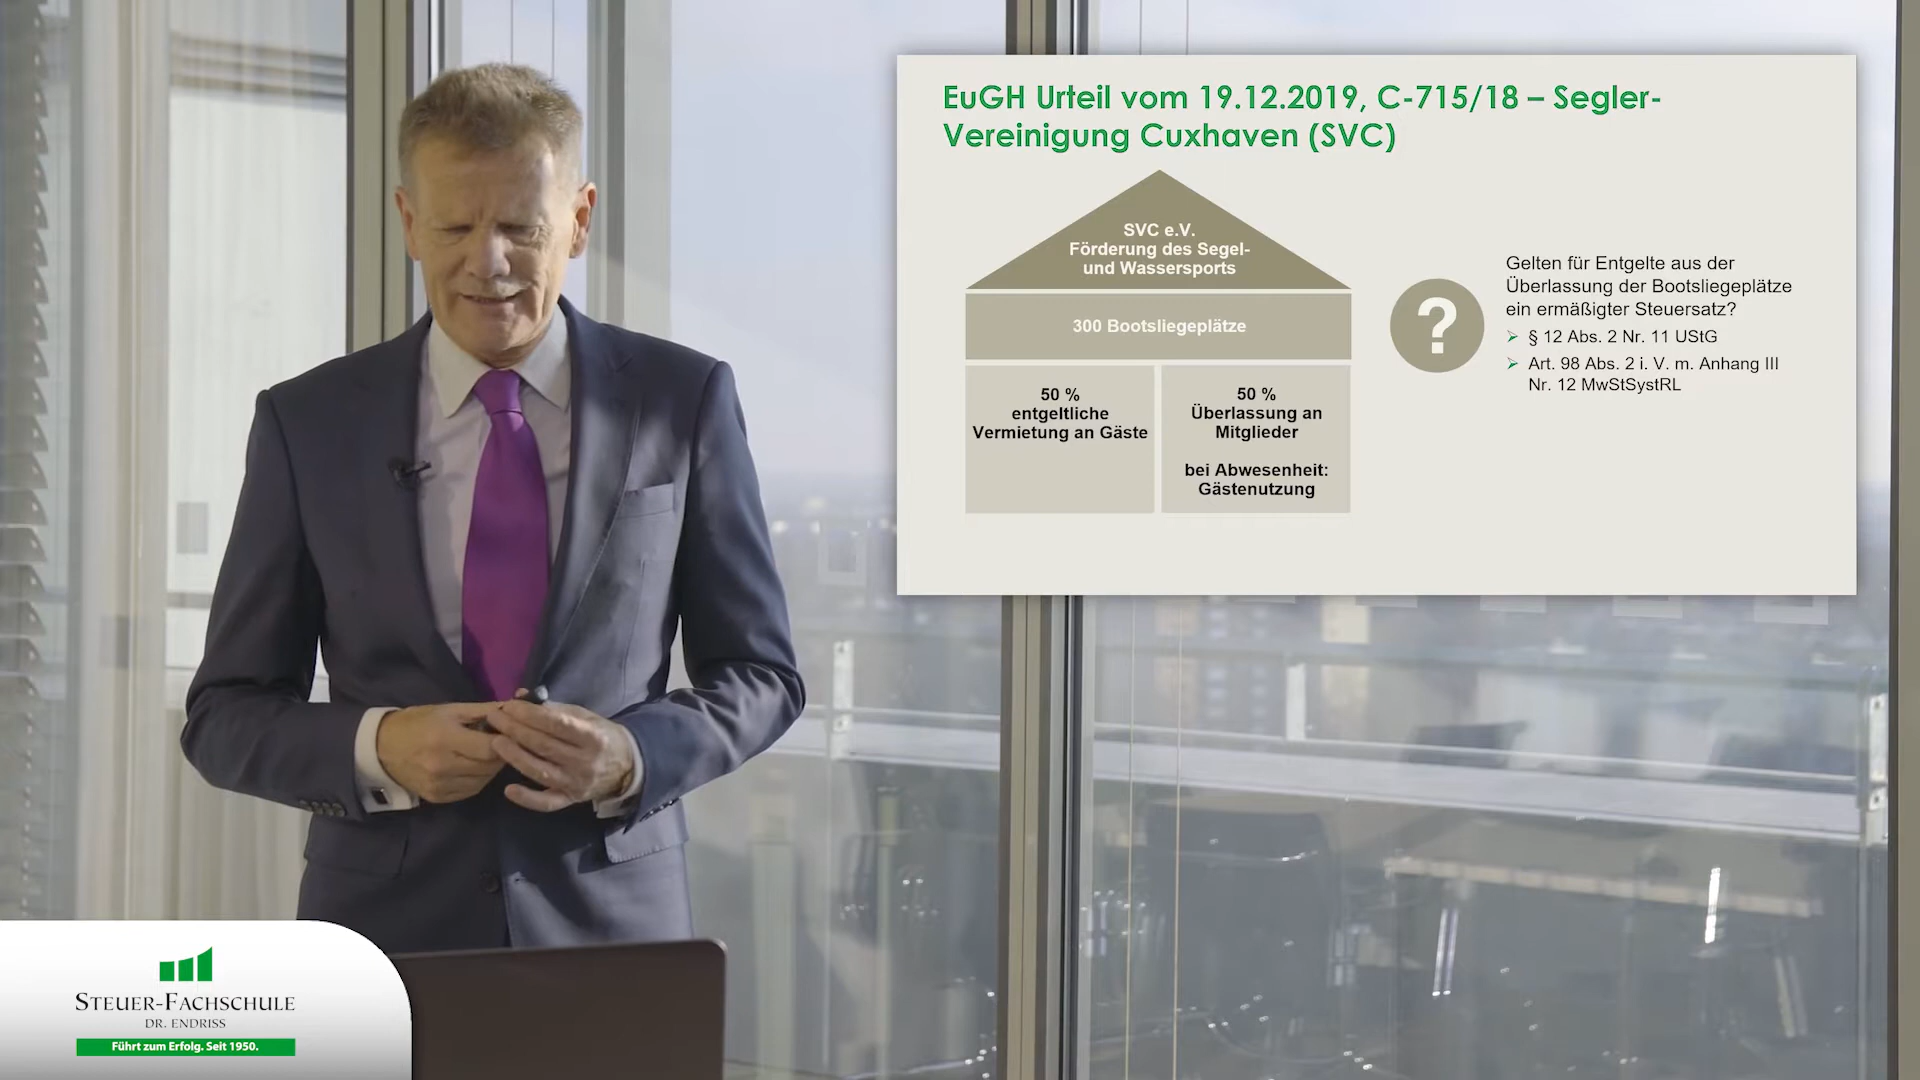 EuGH Urteil vom 19.12.2019, C-715/18 – Segler-
Vereinigung Cuxhaven (SVC)
SVC e.V.
Förderung des Segel-
und Wassersports
300 Bootsliegeplätze
50 %
entgeltliche
Vermietung an Gäste
50 %
Überlassung an
Mitglieder
bei Abwesenheit:
Gästenutzung
?
Gelten für Entgelte aus der
Überlassung der Bootsliegeplätze
ein ermäßigter Steuersatz?
➢ § 12 Abs. 2 Nr. 11 UStG
➢ Art. 98 Abs. 2 i. V. m. Anhang III
Nr. 12 MwStSystRL
STEUER-FACHSCHULE
DR. ENDRISS
Führt zum Erfolg. Seit 1950.